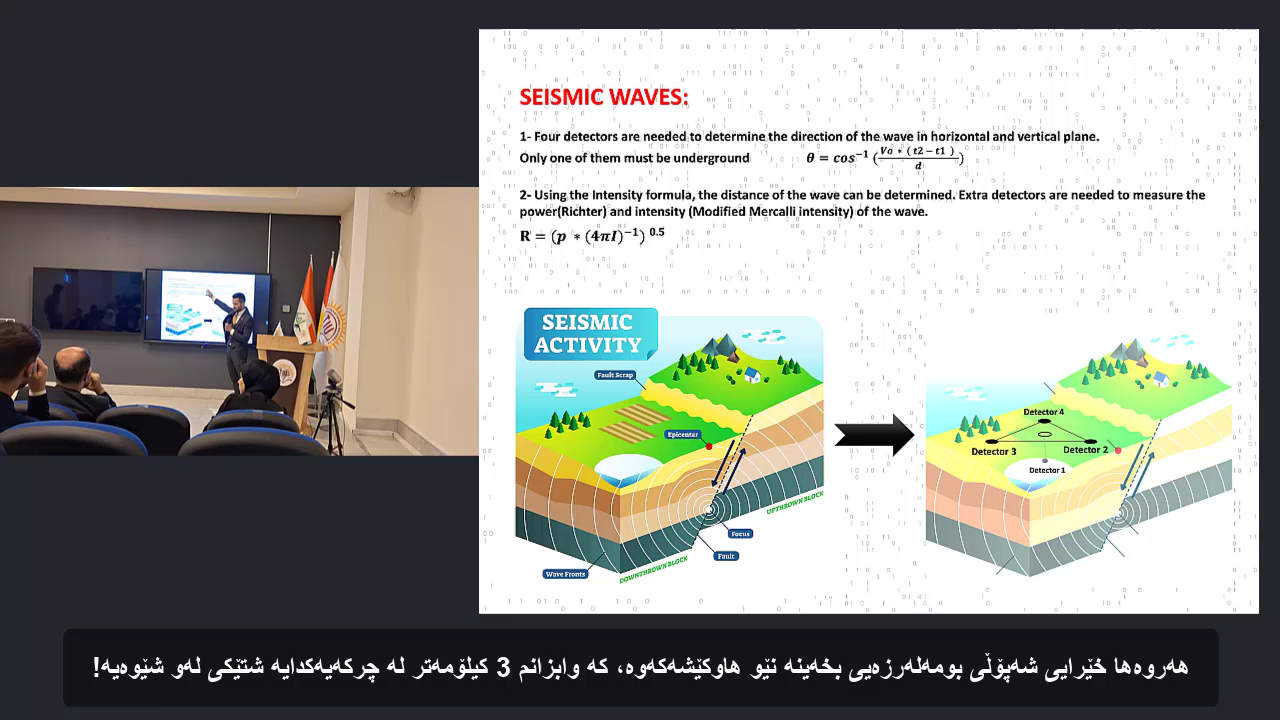 SEISMIC WAVES:
1- Four detectors are needed to determine the direction of the wave in horizontal and vertical plane.
Only one of them must be underground θ = cos⁻¹ (Vo * ( t2 − t1 ) / d)
2- Using the Intensity formula, the distance of the wave can be determined. Extra detectors are needed to measure the
power(Richter) and intensity (Modified Mercalli intensity) of the wave.
R = (p * (4πI)⁻¹) ⁰·⁵
SEISMIC
ACTIVITY
Fault Scrap
Epicenter
UPTHROWN BLOCK
Focus
Fault
Wave Fronts
DOWNTHROWN BLOCK
Detector 4
Detector 3
Detector 2
Detector 1
هەروەها خێرایی شەپۆڵی بومەلەرزەیی بخەینە نێو هاوکێشەکەوە، کە وابزانم 3 کیلۆمەتر لە چرکەیەکدایە شتێکی لەو شێوەیە!